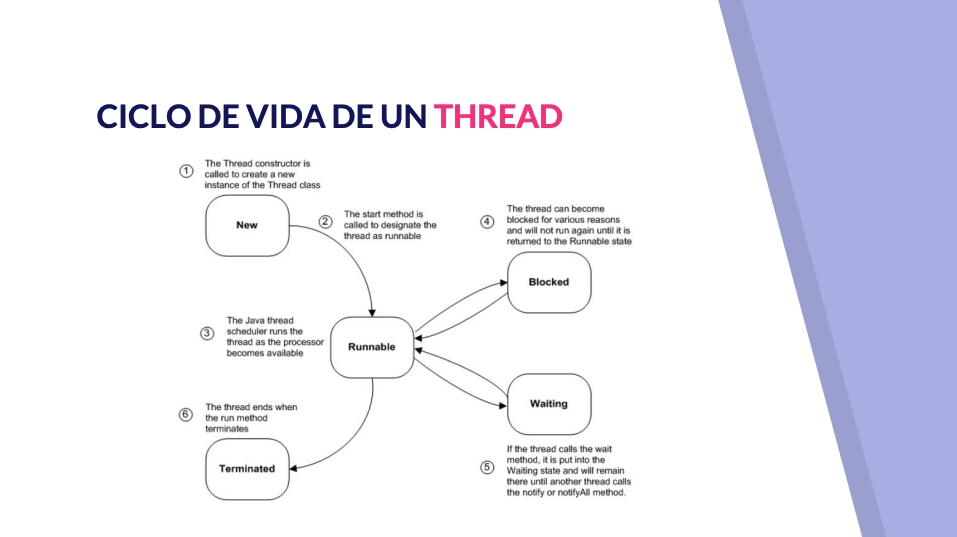 CICLO DE VIDA DE UN THREAD
1
The Thread constructor is
called to create a new
instance of the Thread class
New
2
The start method is
called to designate the
thread as runnable
4
The thread can become
blocked for various reasons
and will not run again until it is
returned to the Runnable state
Blocked
3
The Java thread
scheduler runs the
thread as the processor
becomes available
Runnable
Waiting
6
The thread ends when
the run method
terminates
Terminated
5
If the thread calls the wait
method, it is put into the
Waiting state and will remain
there until another thread calls
the notify or notifyAll method.